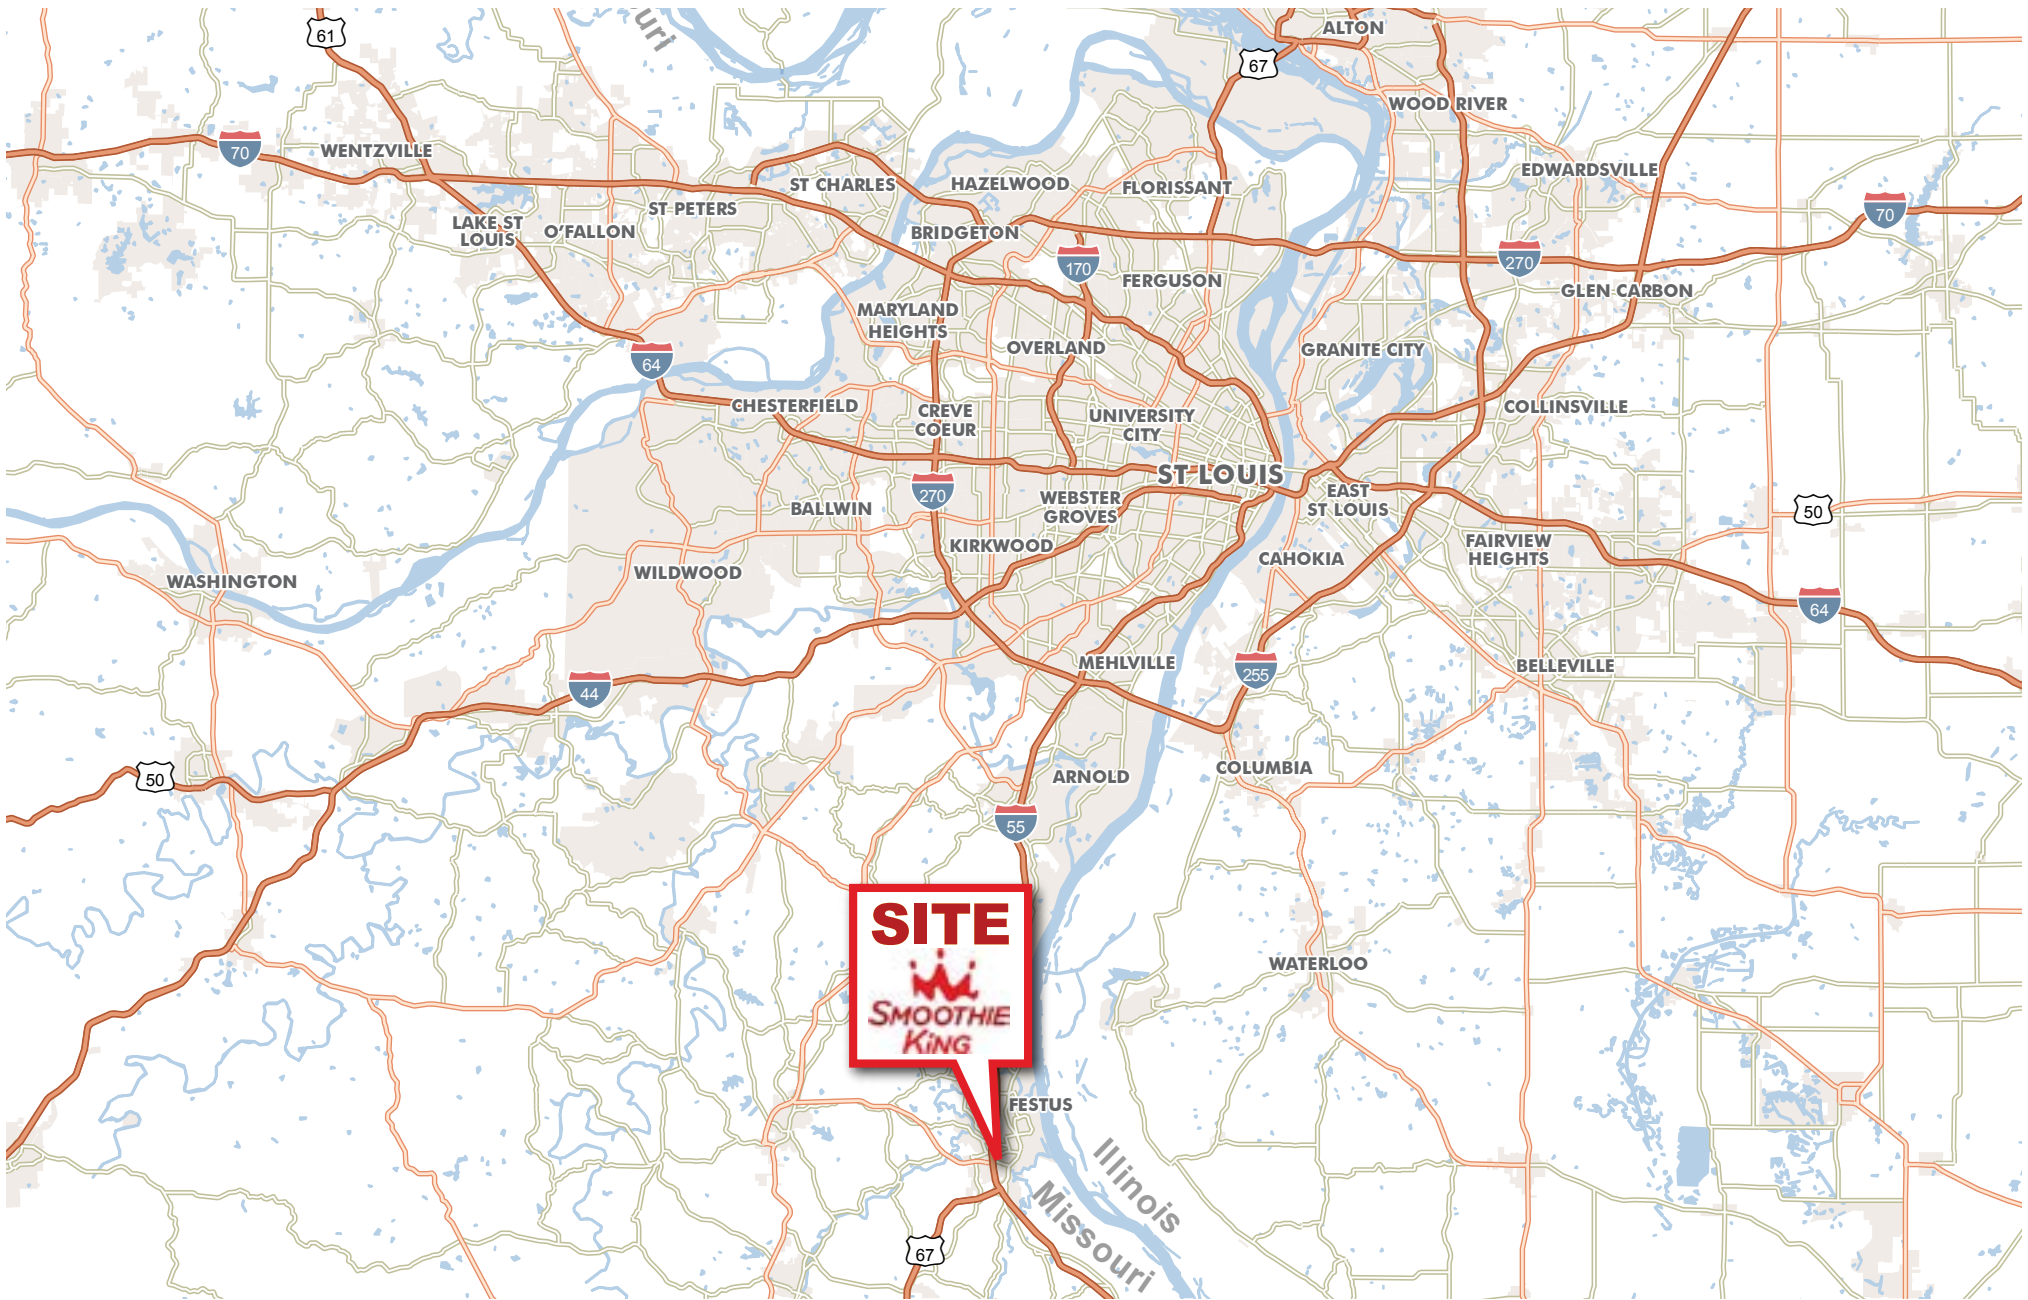 uri
61
ALTON
67
WOOD RIVER
70
WENTZVILLE
EDWARDSVILLE
ST CHARLES
HAZELWOOD
FLORISSANT
ST PETERS
70
LAKE ST
LOUIS
O'FALLON
BRIDGETON
170
270
FERGUSON
GLEN CARBON
MARYLAND
HEIGHTS
OVERLAND
GRANITE CITY
64
CHESTERFIELD
CREVE
COEUR
UNIVERSITY
CITY
COLLINSVILLE
ST LOUIS
270
BALLWIN
WEBSTER
GROVES
EAST
ST LOUIS
50
KIRKWOOD
CAHOKIA
FAIRVIEW
HEIGHTS
WASHINGTON
WILDWOOD
64
MEHLVILLE
255
BELLEVILLE
44
50
ARNOLD
COLUMBIA
55
SITE
SMOOTHIE
KING
WATERLOO
FESTUS
Illinois
Missouri
67